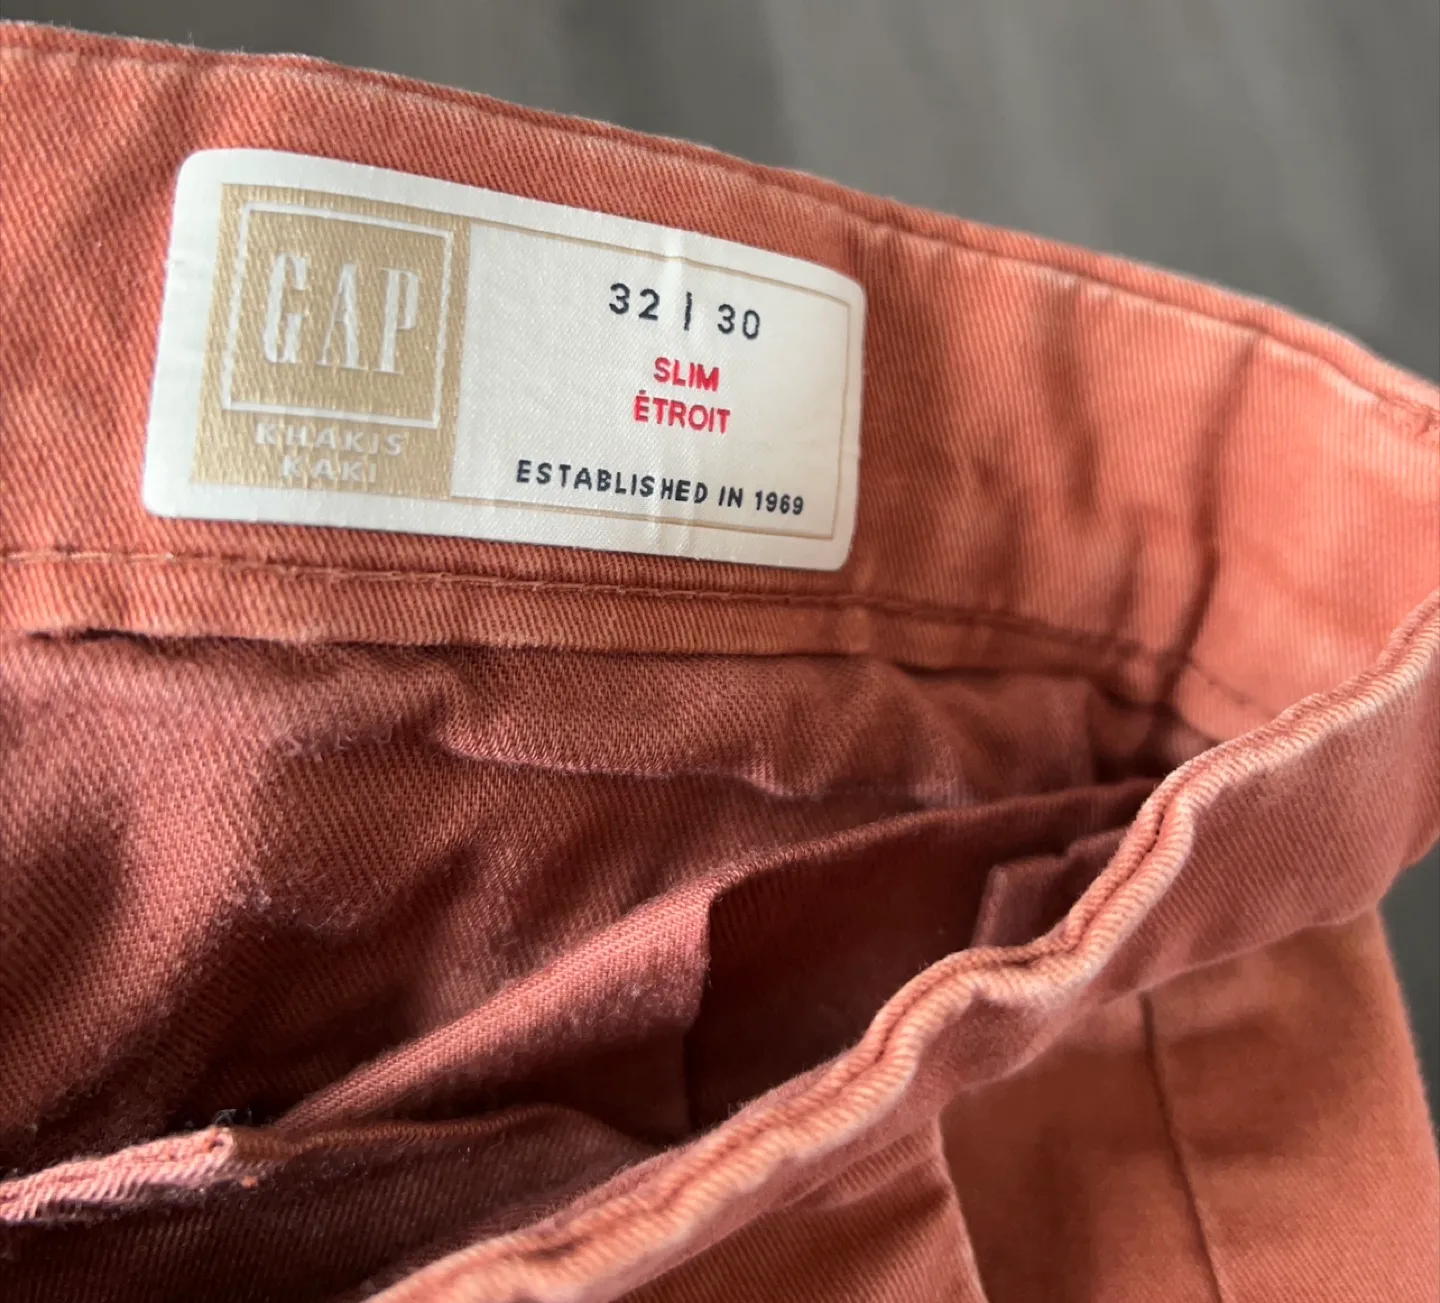 GAP
KHAKIS
KAKI
32 | 30
SLIM
ÉTROIT
ESTABLISHED IN 1969